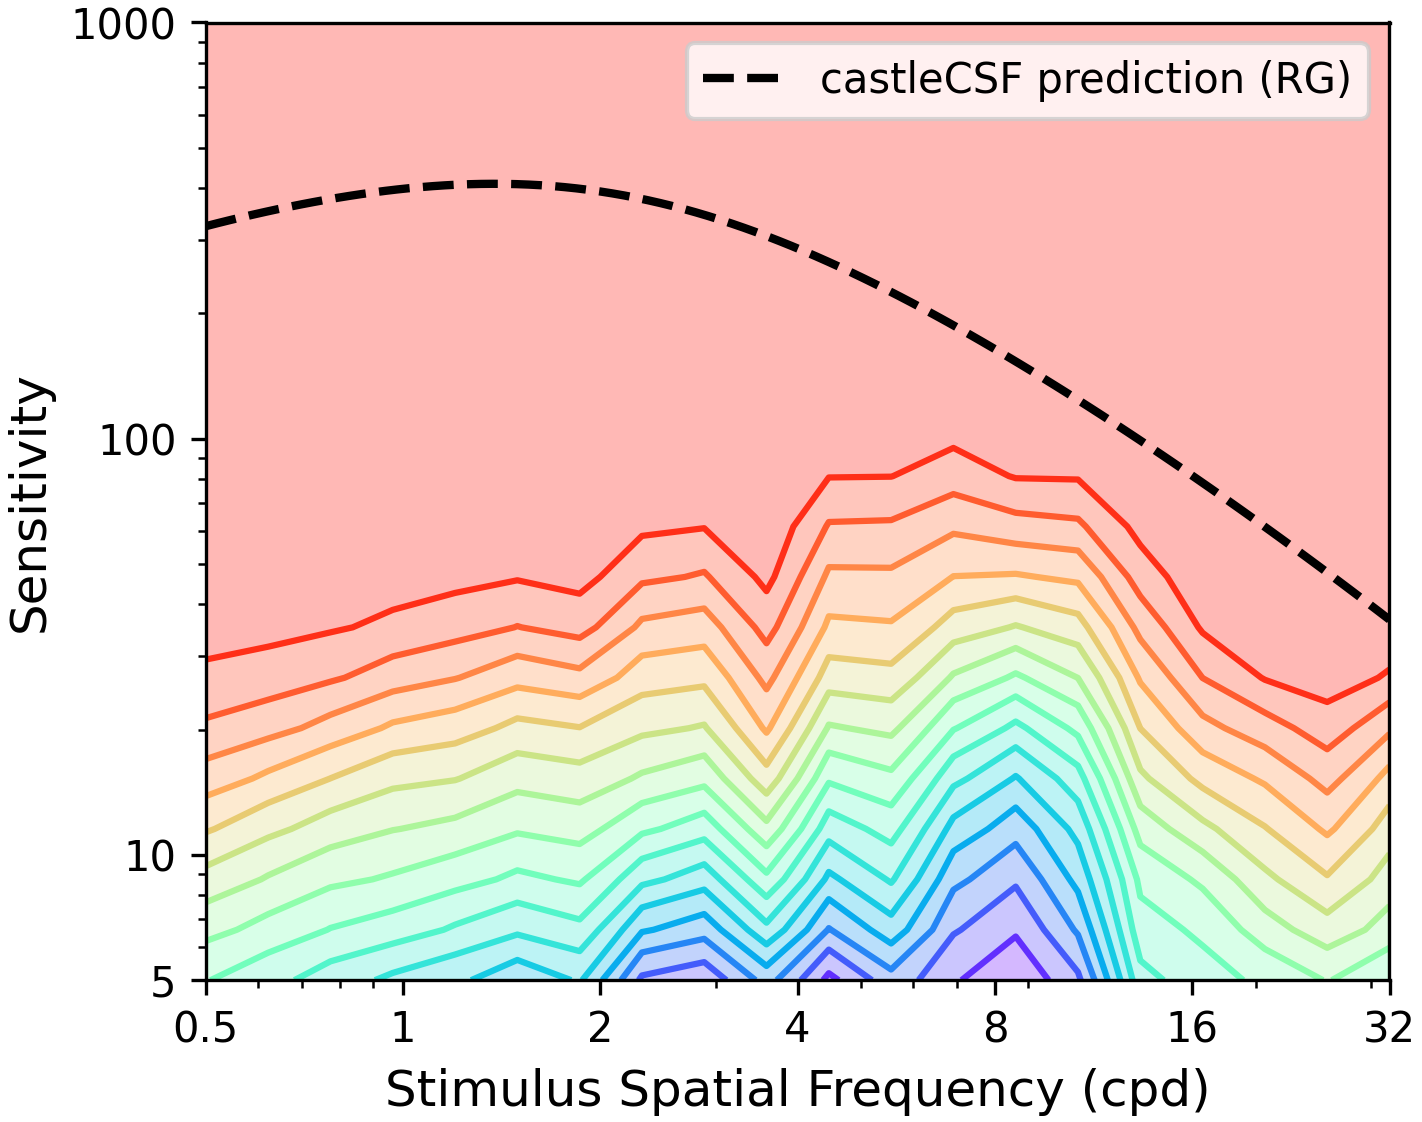 1000
castleCSF prediction (RG)
100
Sensitivity
10
5
0.5 1 2 4 8 16 32
Stimulus Spatial Frequency (cpd)